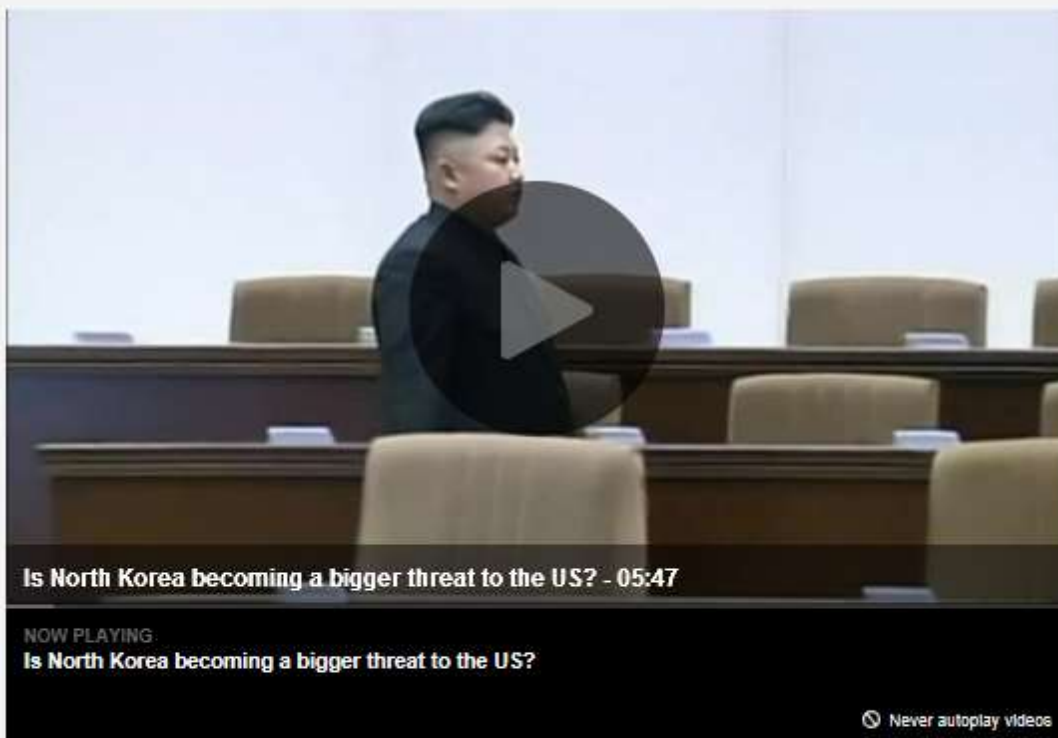 Is North Korea becoming a bigger threat to the US? - 05:47
NOW PLAYING
Is North Korea becoming a bigger threat to the US?
Never autoplay videos